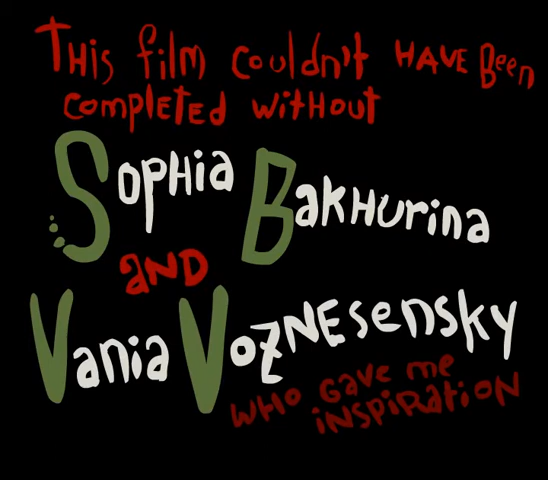 This film couldn't HAVE Been
completed without
Sophia Bakhurina
AND
Vania Voznesensky
WHO GAVE me
INSPIRATION